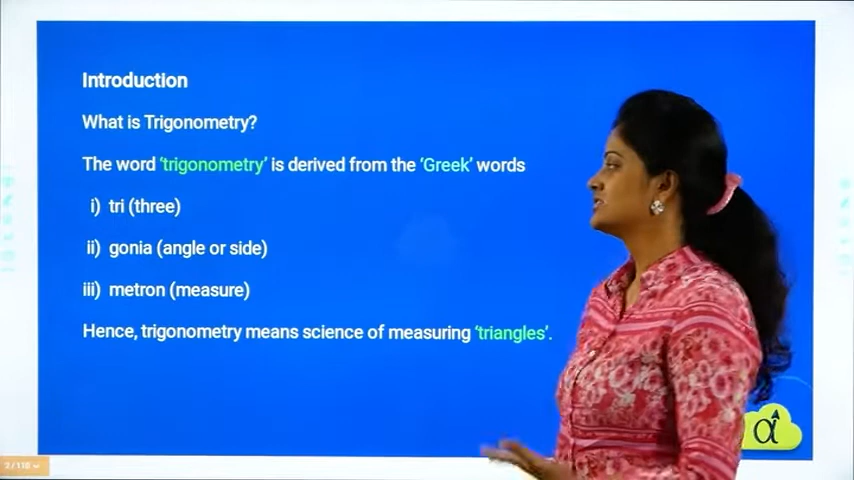 Introduction
What is Trigonometry?
The word ‘trigonometry’ is derived from the ‘Greek’ words
i) tri (three)
ii) gonia (angle or side)
iii) metron (measure)
Hence, trigonometry means science of measuring ‘triangles’.